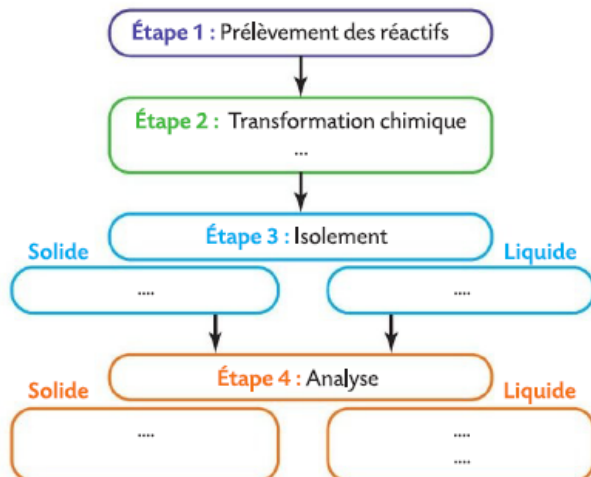 Étape 1 : Prélèvement des réactifs
Étape 2 : Transformation chimique
...
Étape 3 : Isolement
Solide
Liquide
....
....
Étape 4 : Analyse
Solide
Liquide
....
....
....